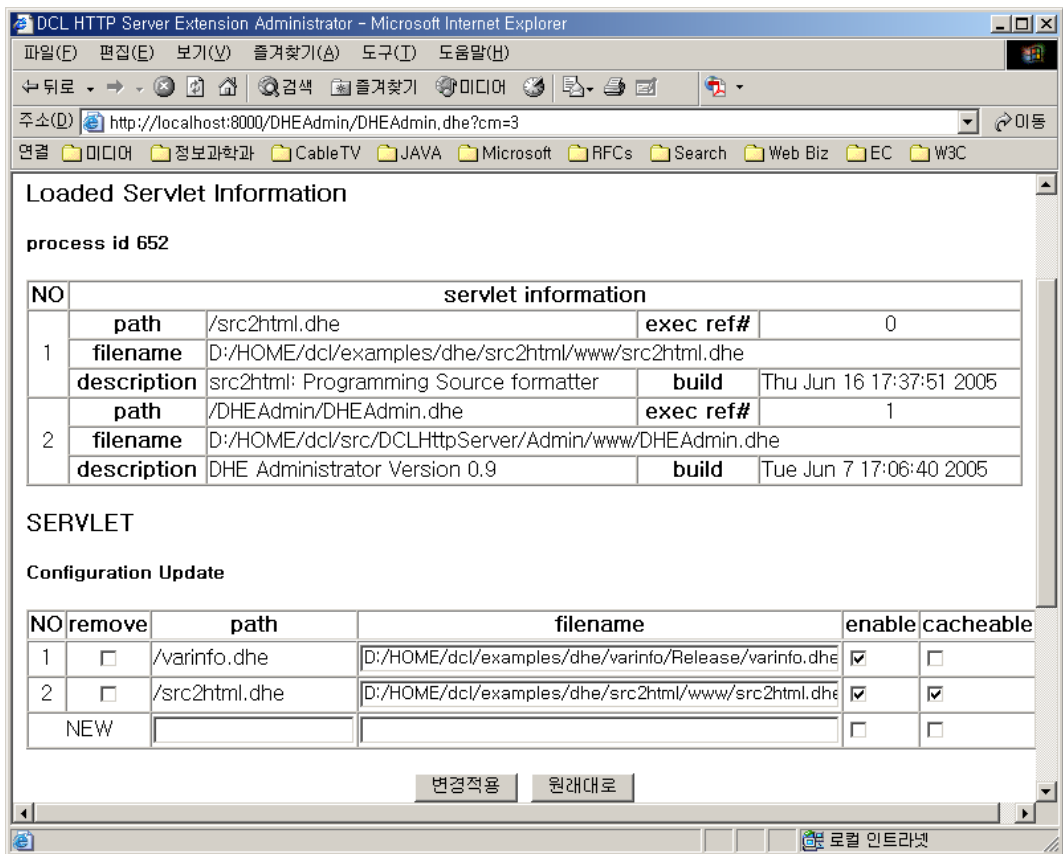 DCL HTTP Server Extension Administrator - Microsoft Internet Explorer
파일(F) 편집(E) 보기(V) 즐겨찾기(A) 도구(T) 도움말(H)
뒤로 검색 즐겨찾기 미디어
주소(D) http://localhost:8000/DHEAdmin/DHEAdmin.dhe?cm=3 이동
연결 미디어 정보과학과 CableTV JAVA Microsoft RFCs Search Web Biz EC W3C
Loaded Servlet Information
process id 652
NO servlet information
1 path /src2html.dhe exec ref# 0
filename D:/HOME/dcl/examples/dhe/src2html/www/src2html.dhe
description src2html: Programming Source formatter build Thu Jun 16 17:37:51 2005
2 path /DHEAdmin/DHEAdmin.dhe exec ref# 1
filename D:/HOME/dcl/src/DCLHttpServer/Admin/www/DHEAdmin.dhe
description DHE Administrator Version 0.9 build Tue Jun 7 17:06:40 2005
SERVLET
Configuration Update
NO remove path filename enable cacheable
1 /varinfo.dhe D:/HOME/dcl/examples/dhe/varinfo/Release/varinfo.dhe
2 /src2html.dhe D:/HOME/dcl/examples/dhe/src2html/www/src2html.dhe
NEW
변경적용 원래대로
로컬 인트라넷